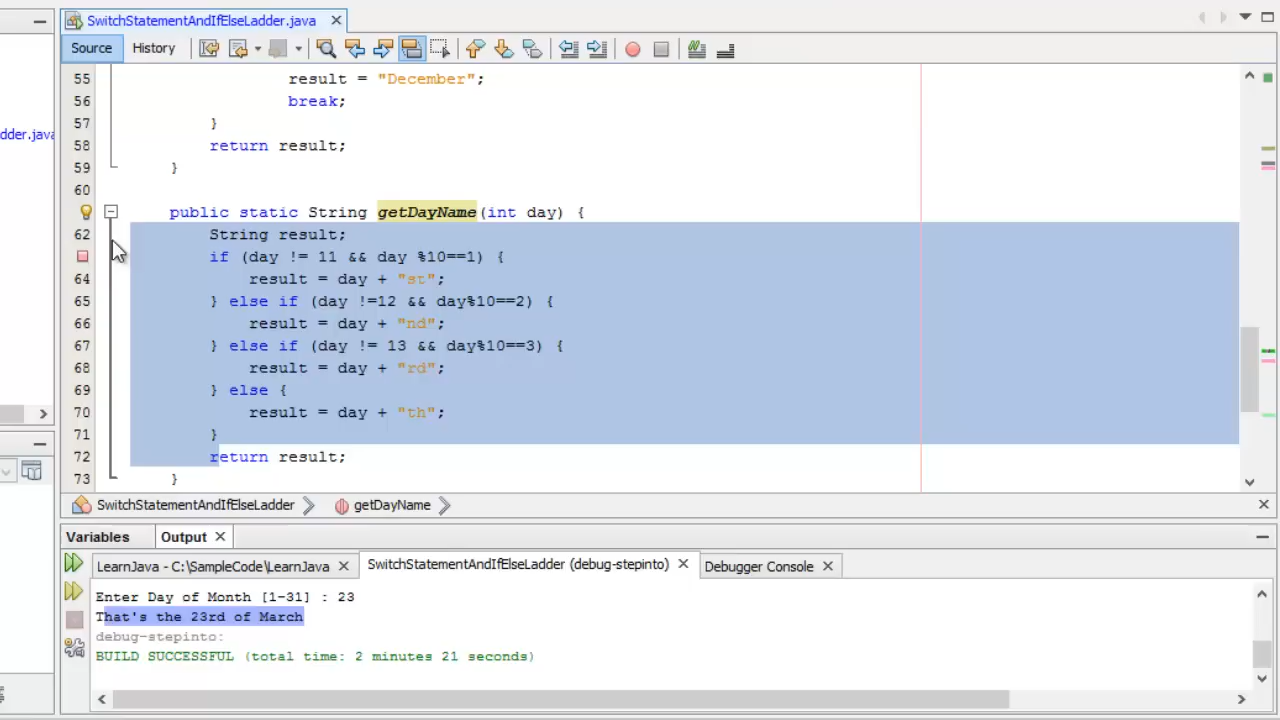 SwitchStatementAndIfElseLadder.java
Source History
dder.java
55 result = "December";
56 break;
57 }
58 return result;
59 }
60
public static String getDayName(int day) {
62 String result;
if (day != 11 && day %10==1) {
64 result = day + "st";
65 } else if (day !=12 && day%10==2) {
66 result = day + "nd";
67 } else if (day != 13 && day%10==3) {
68 result = day + "rd";
69 } else {
70 result = day + "th";
71 }
72 return result;
73 }
SwitchStatementAndIfElseLadder getDayName
Variables Output
LearnJava - C:\SampleCode\LearnJava SwitchStatementAndIfElseLadder (debug-stepinto) Debugger Console
Enter Day of Month [1-31] : 23
That's the 23rd of March
debug-stepinto:
BUILD SUCCESSFUL (total time: 2 minutes 21 seconds)